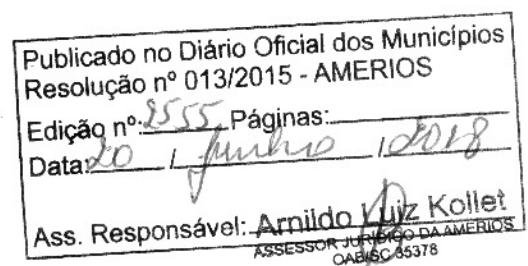 Publicado no Diário Oficial dos Municípios
Resolução nº 013/2015 - AMERIOS
Edição nº: 2555 Páginas:
Data: 20 / junho / 2018
Ass. Responsável: Arnildo Luiz Kollet
ASSESSOR JURÍDICO DA AMERIOS
OAB/SC 35378